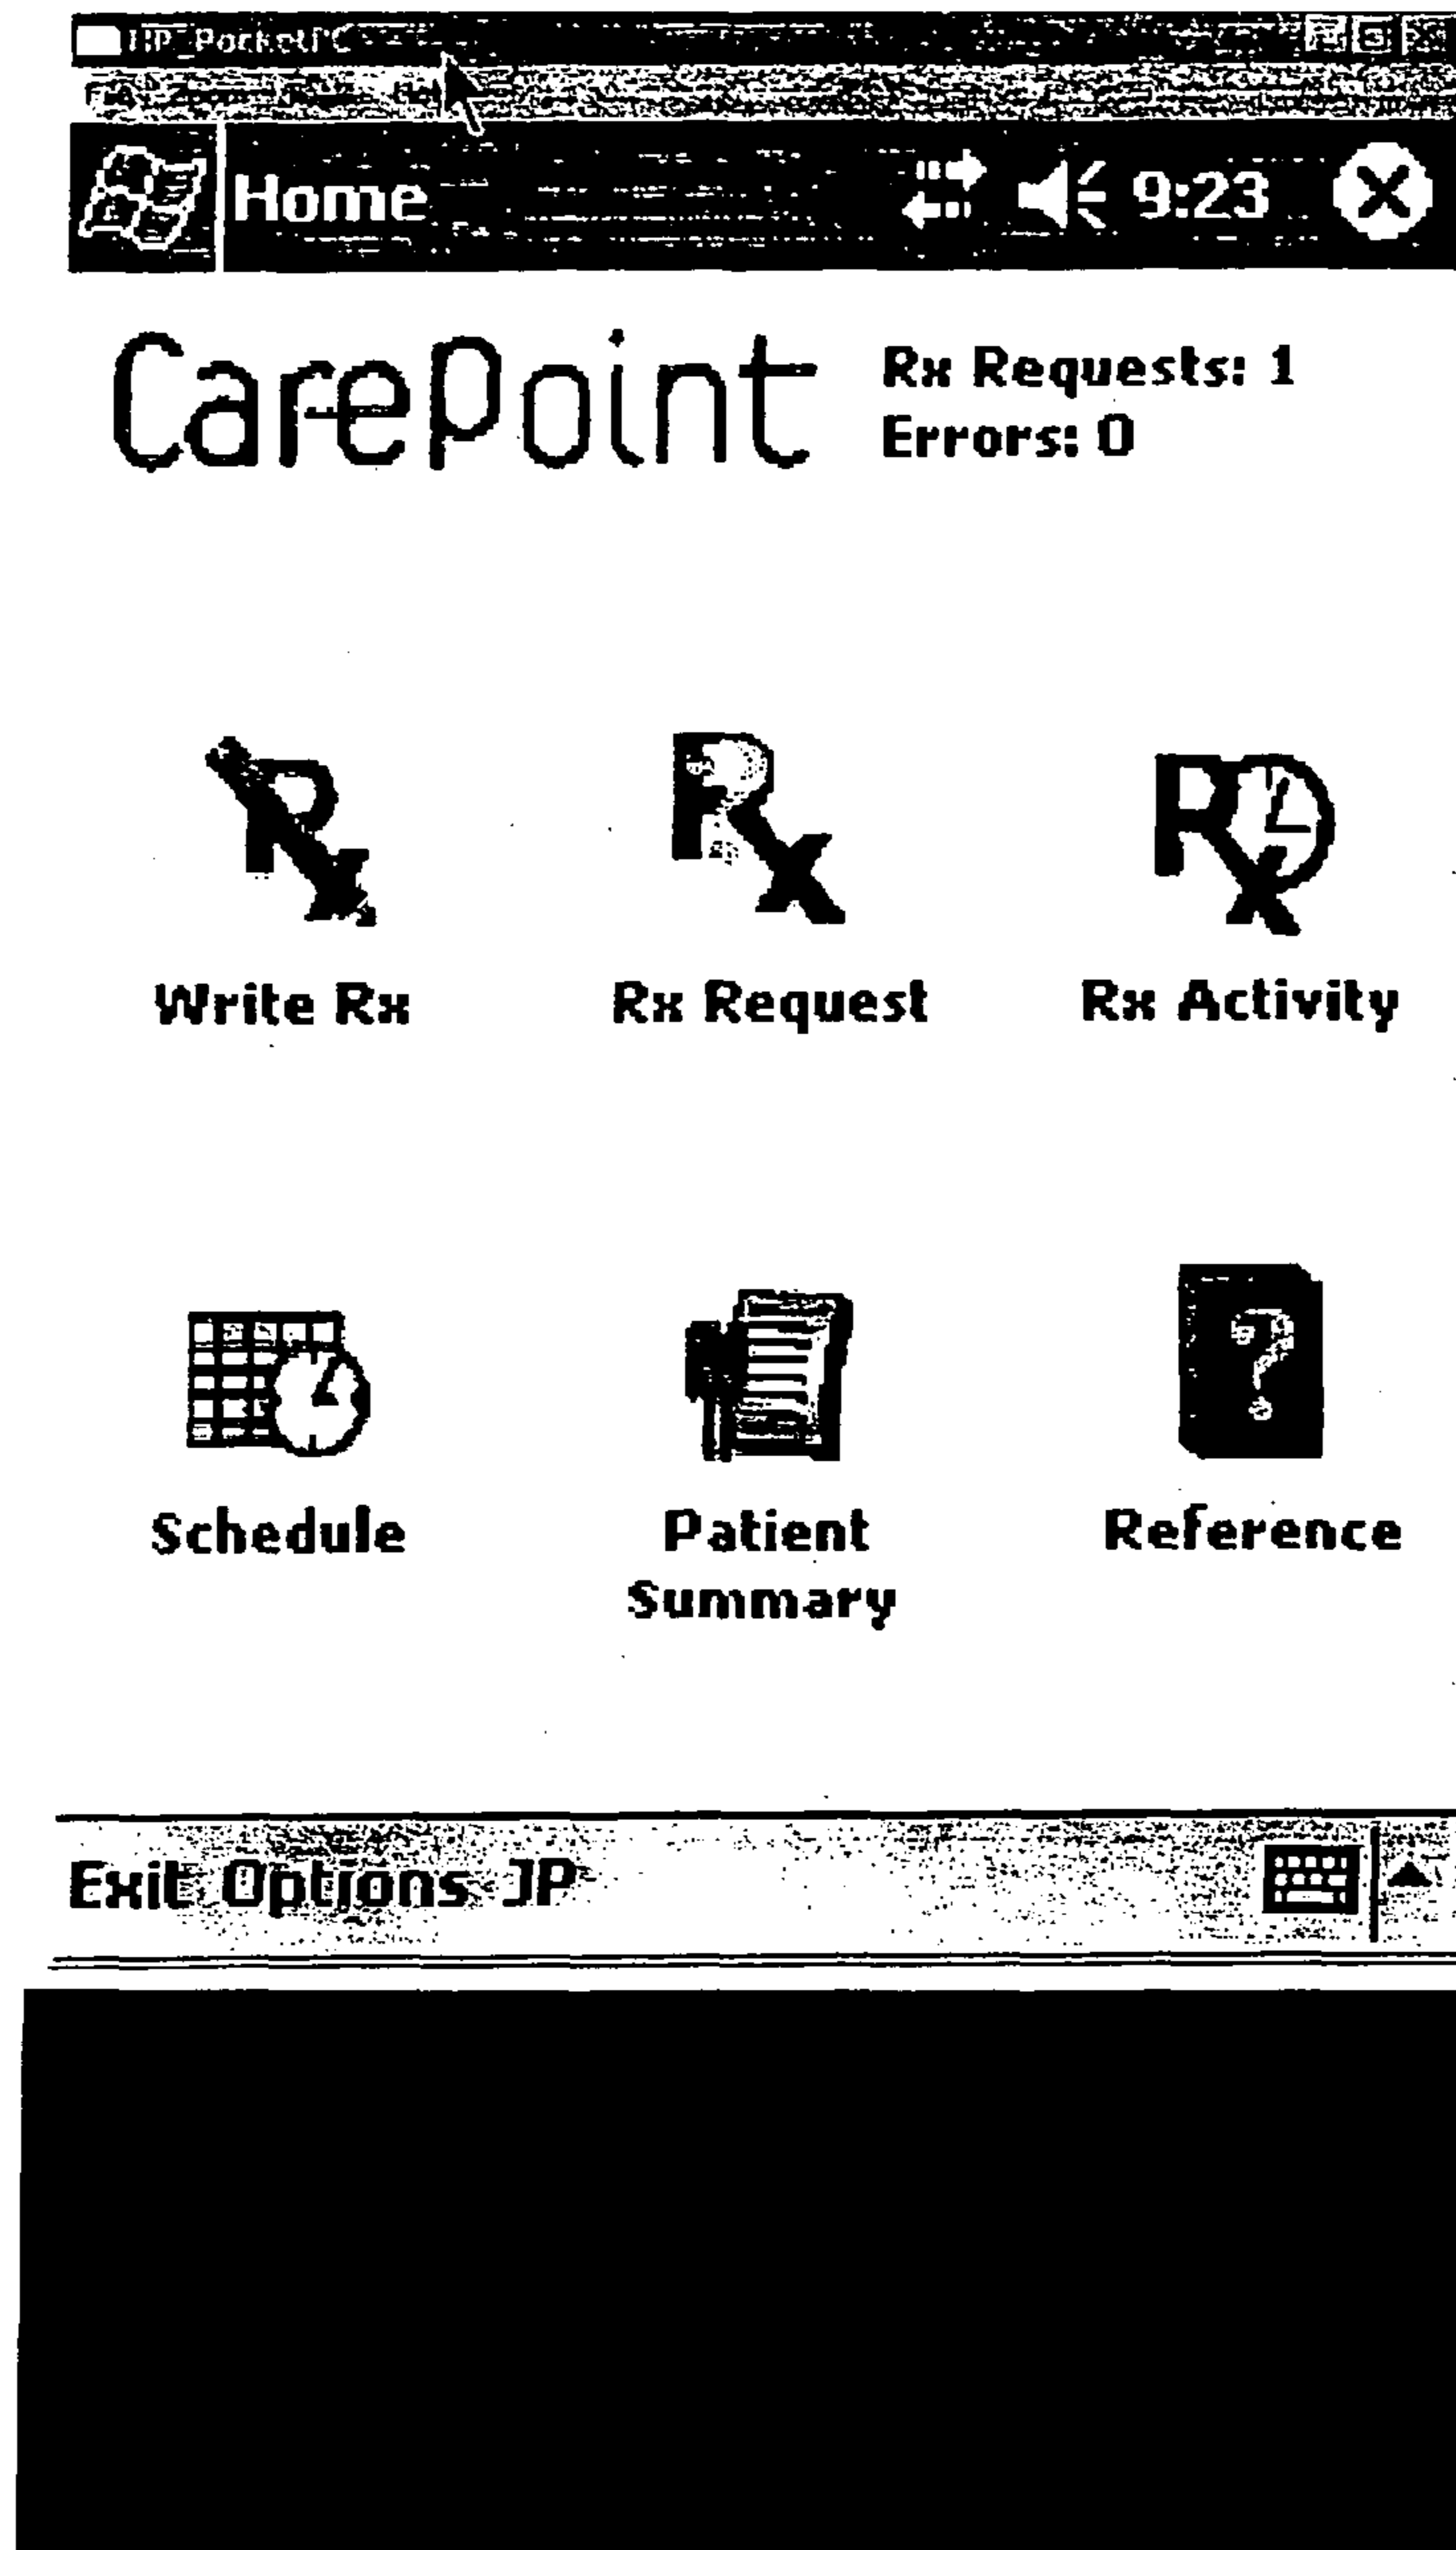 HP_PocketPC
Home 9:23
CarePoint
Rx Requests: 1
Errors: 0
Write Rx Rx Request Rx Activity
Schedule Patient Summary Reference
Exit Options JP